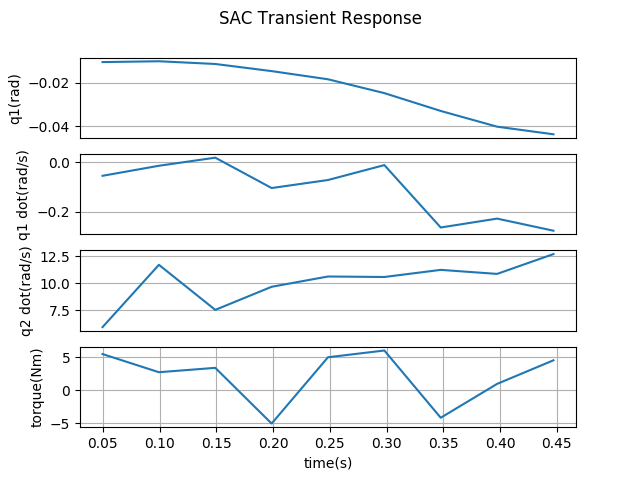 SAC Transient Response
q1(rad)
−0.02
−0.04
q1 dot(rad/s)
0.0
−0.2
q2 dot(rad/s)
12.5
10.0
7.5
torque(Nm)
5
0
−5
0.05 0.10 0.15 0.20 0.25 0.30 0.35 0.40 0.45
time(s)